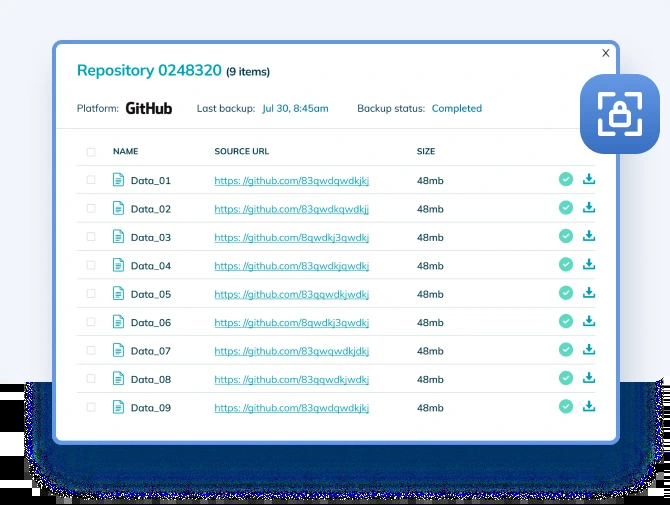 X
Repository 0248320 (9 items)
Platform: GitHub Last backup: Jul 30, 8:45am Backup status: Completed
NAME SOURCE URL SIZE
Data_01 https: //github.com/83qwdqwdkjkj 48mb
Data_02 https: //github.com/83qwdkqwdkjj 48mb
Data_03 https: //github.com/8qwdkj3qwdkj 48mb
Data_04 https: //github.com/83qwdkjqwdkj 48mb
Data_05 https: //github.com/83qqwdkjwdkj 48mb
Data_06 https: //github.com/8qwdkj3qwdkj 48mb
Data_07 https: //github.com/83qwqwdkjdkj 48mb
Data_08 https: //github.com/83qqwdkjwdkj 48mb
Data_09 https: //github.com/83qwdqwdkjkj 48mb